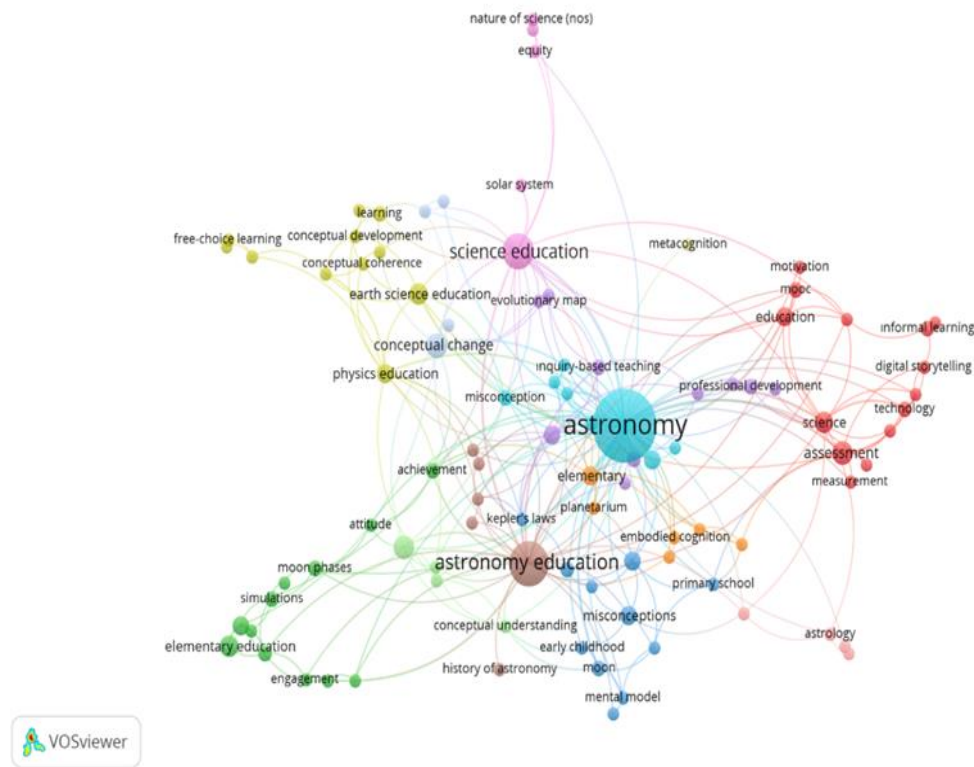 nature of science (nos)
equity
solar system
learning
free-choice learning
conceptual development
science education
metacognition
conceptual coherence
motivation
mooc
earth science education
evolutionary map
education
informal learning
conceptual change
inquiry-based teaching
digital storytelling
physics education
professional development
misconception
technology
astronomy
science
assessment
achievement
elementary
measurement
planetarium
kepler's laws
attitude
embodied cognition
astronomy education
moon phases
primary school
simulations
misconceptions
conceptual understanding
astrology
elementary education
early childhood
history of astronomy
moon
engagement
mental model
VOSviewer